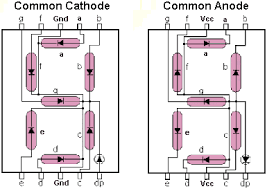 Common Cathode Common Anode
g f Gnd a b g f Vcc a b
a a
f b f b
g g
e c e c
d d
e d Gnd c dp e d Vcc c dp